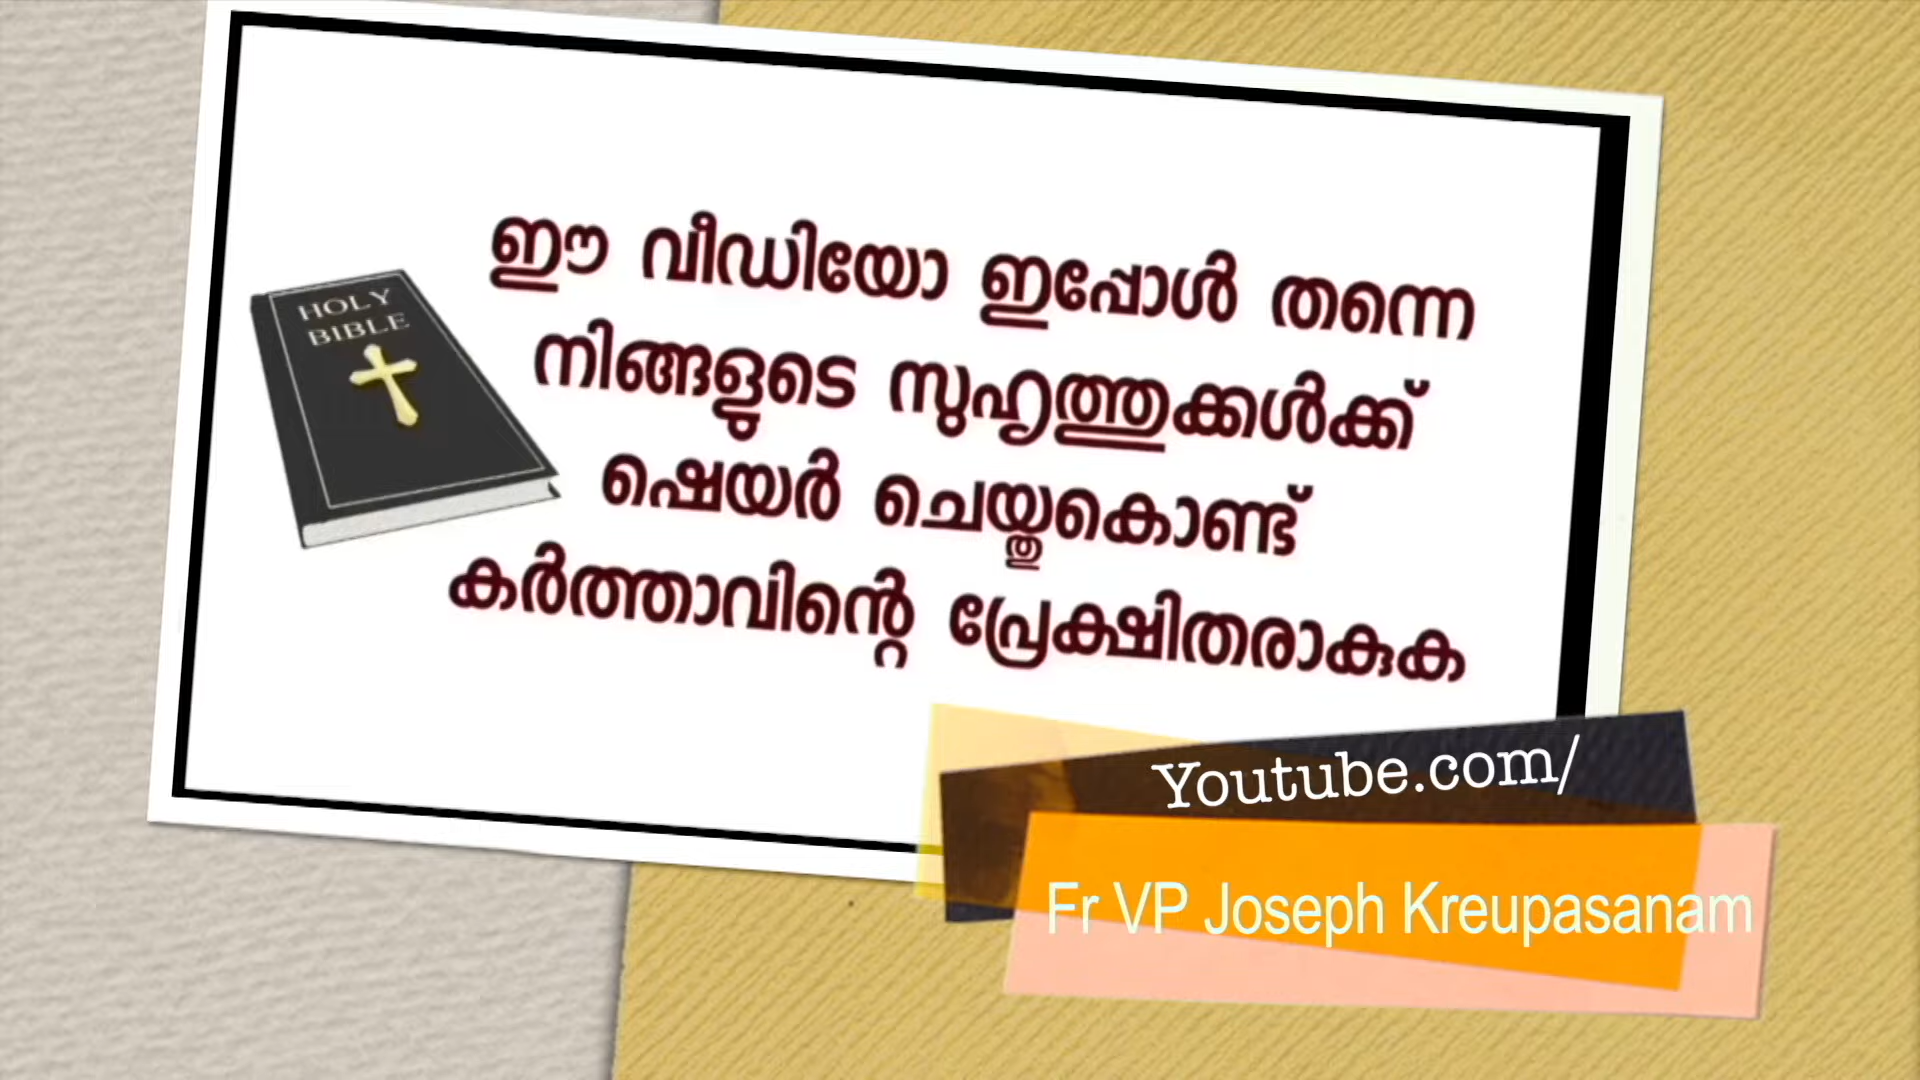 HOLY
BIBLE
ഈ വീഡിയോ ഇപ്പോൾ തന്നെ
നിങ്ങളുടെ സുഹൃത്തുക്കൾക്ക്
ഷെയർ ചെയ്തുകൊണ്ട്
കർത്താവിന്റെ പ്രേക്ഷിതരാകുക
Youtube.com/
Fr VP Joseph Kreupasanam